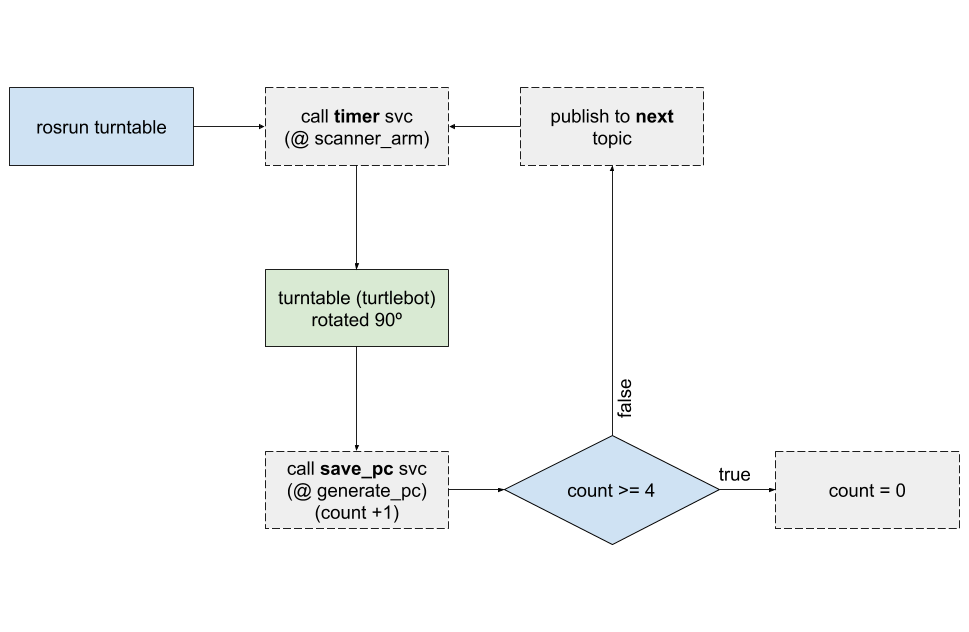 rosrun turntable
call timer svc
(@ scanner_arm)
publish to next
topic
turntable (turtlebot)
rotated 90º
false
call save_pc svc
(@ generate_pc)
(count +1)
count >= 4
true
count = 0